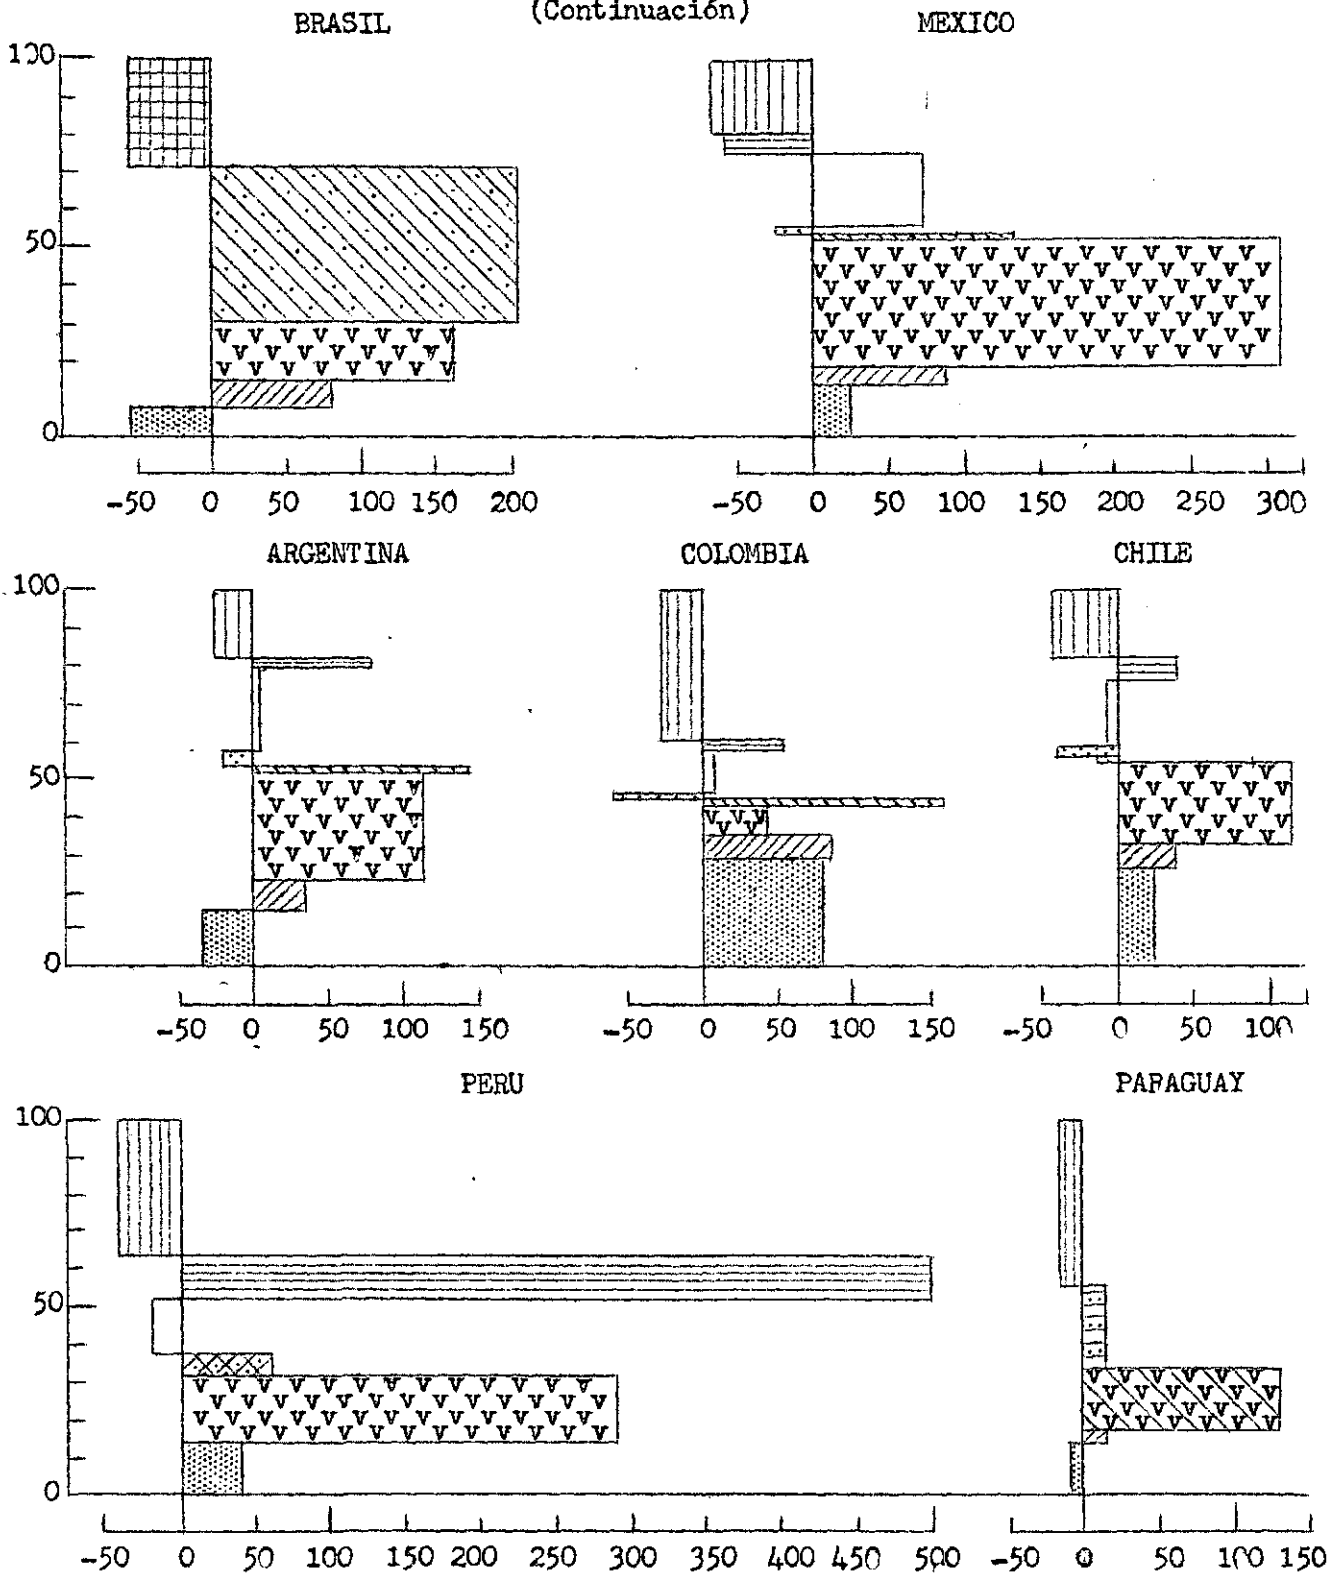 (Continuación)
BRASIL MEXICO
100
50
0
-50 0 50 100 150 200 -50 0 50 100 150 200 250 300
ARGENTINA COLOMBIA CHILE
100
50
0
-50 0 50 100 150 -50 0 50 100 150 -50 0 50 100
PERU PARAGUAY
100
50
0
-50 0 50 100 150 200 250 300 350 400 450 500 -50 0 50 100 150